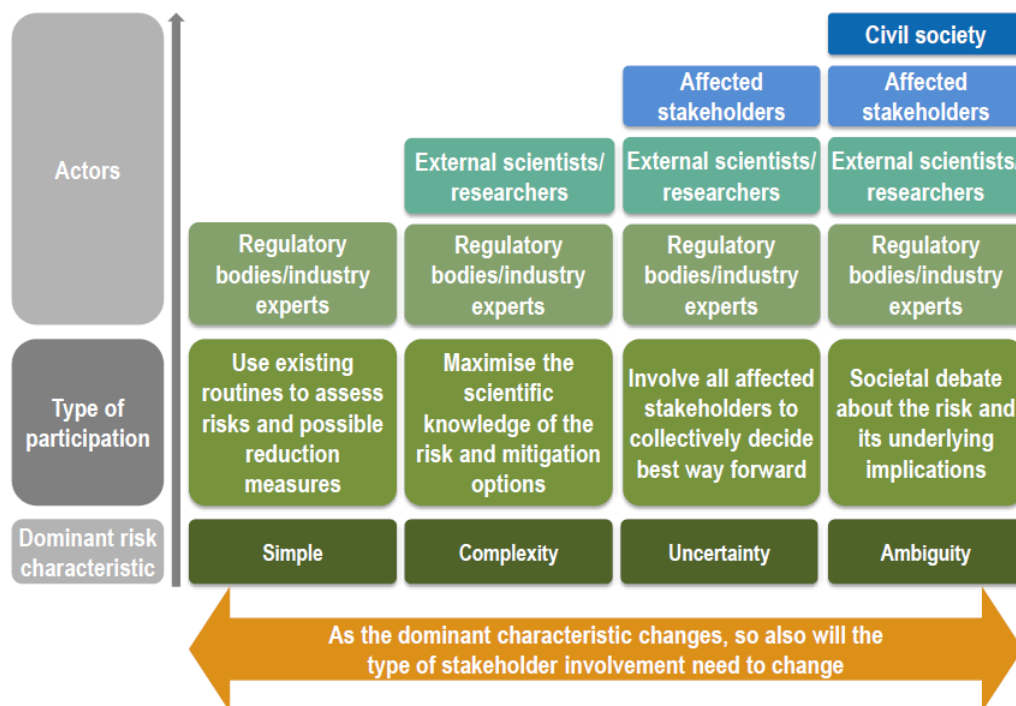 Civil society
Affected
stakeholders
Affected
stakeholders
Actors
External scientists/
researchers
External scientists/
researchers
External scientists/
researchers
Regulatory
bodies/industry
experts
Regulatory
bodies/industry
experts
Regulatory
bodies/industry
experts
Regulatory
bodies/industry
experts
Type of
participation
Use existing
routines to assess
risks and possible
reduction
measures
Maximise the
scientific
knowledge of the
risk and mitigation
options
Involve all affected
stakeholders to
collectively decide
best way forward
Societal debate
about the risk and
its underlying
implications
Dominant risk
characteristic
Simple
Complexity
Uncertainty
Ambiguity
As the dominant characteristic changes, so also will the
type of stakeholder involvement need to change